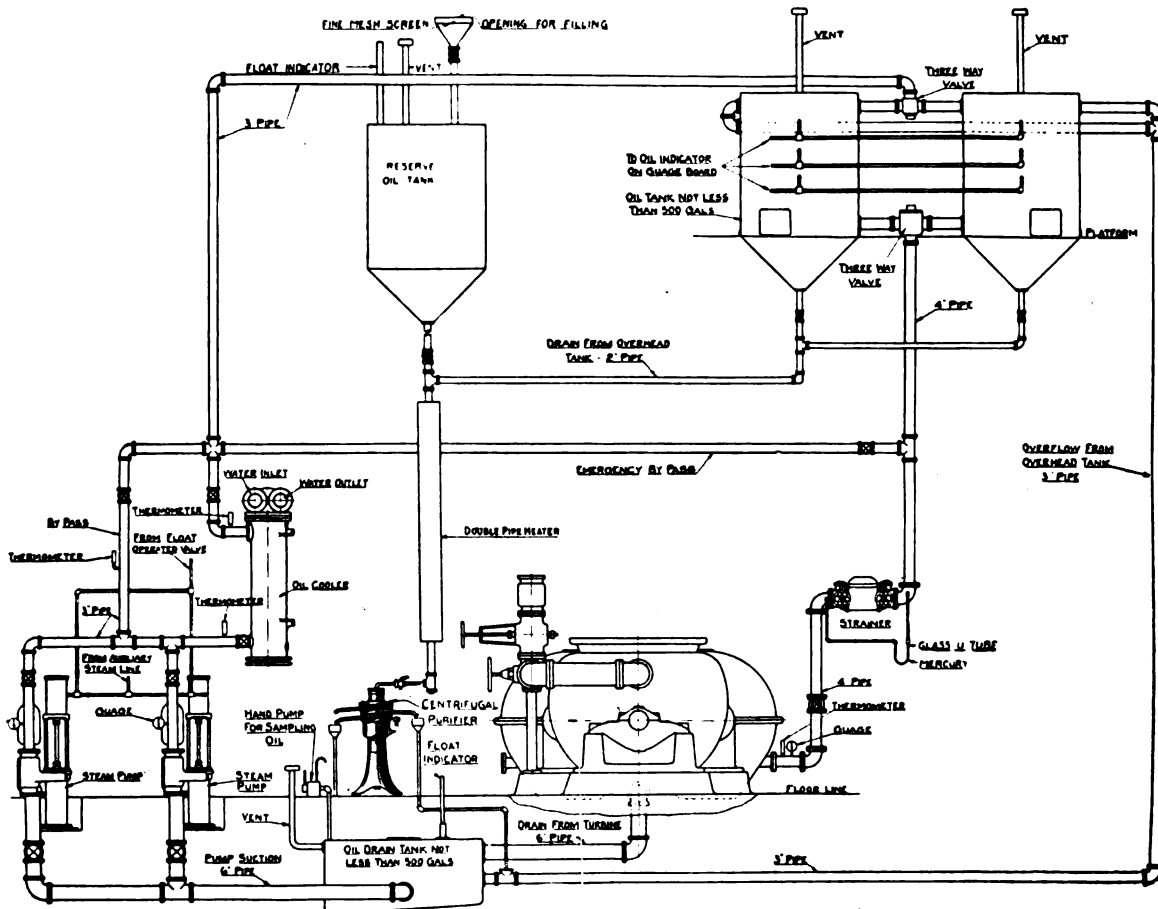 FINE MESH SCREEN
OPENING FOR FILLING
FLOAT INDICATOR
VENT
3 PIPE
RESERVE
OIL TANK
VENT
VENT
THREE WAY
VALVE
TO OIL INDICATOR
ON GUAGE BOARD
OIL TANK NOT LESS
THAN 500 GALS
PLATFORM
THREE WAY
VALVE
4" PIPE
DRAIN FROM OVERHEAD
TANK - 2" PIPE
EMERGENCY BY PASS
OVERFLOW FROM
OVERHEAD TANK
3" PIPE
WATER INLET
WATER OUTLET
THERMOMETER
BY PASS
FROM FLOAT
OPERATED VALVE
THERMOMETER
DOUBLE PIPE HEATER
OIL COOLER
3" PIPE
THERMOMETER
STRAINER
GLASS U TUBE
MERCURY
FROM AUXILIARY
STEAM LINE
4 PIPE
GUAGE
HAND PUMP
FOR SAMPLING
OIL
CENTRIFUGAL
PURIFIER
THERMOMETER
GUAGE
FLOAT
INDICATOR
STEAM PUMP
STEAM
PUMP
FLOOR LINE
VENT
DRAIN FROM TURBINE
6" PIPE
OIL DRAIN TANK NOT
LESS THAN 500 GALS
PUMP SUCTION
6" PIPE
3" PIPE